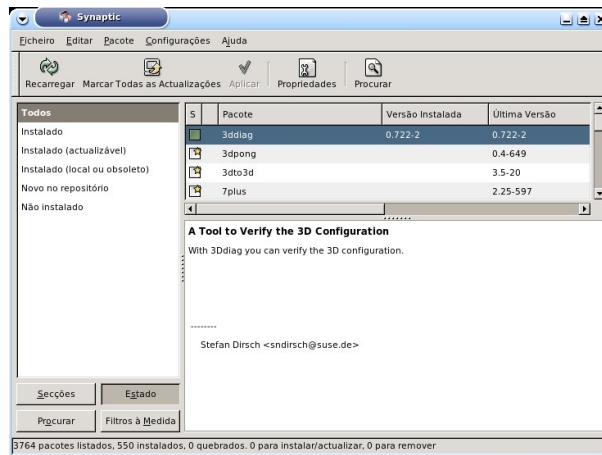 Synaptic
Ficheiro Editar Pacote Configurações Ajuda
Recarregar Marcar Todas as Actualizações Aplicar Propriedades Procurar
Todos
Instalado
Instalado (actualizável)
Instalado (local ou obsoleto)
Novo no repositório
Não instalado
S Pacote Versão Instalada Última Versão
3ddiag 0.722-2 0.722-2
3dpong 0.4-649
3dto3d 3.5-20
7plus 2.25-597
A Tool to Verify the 3D Configuration
With 3Ddiag you can verify the 3D configuration.
--------
Stefan Dirsch <sndirsch@suse.de>
Secções Estado
Procurar Filtros à Medida
3764 pacotes listados, 550 instalados, 0 quebrados. 0 para instalar/actualizar, 0 para remover